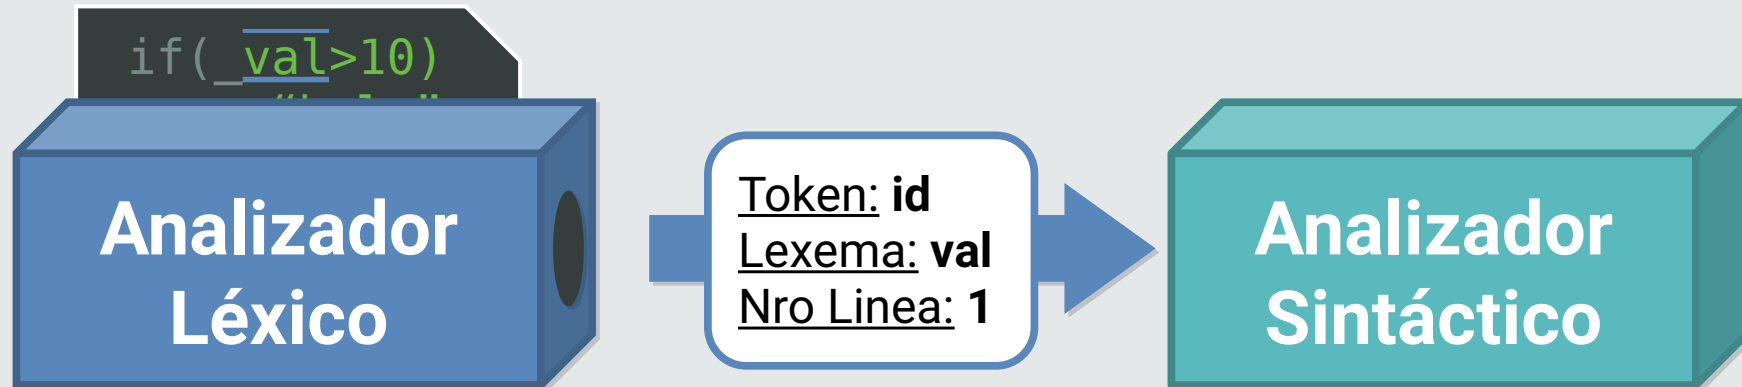 if(_val>10)
Analizador
Léxico
Token: id
Lexema: val
Nro Linea: 1
Analizador
Sintáctico